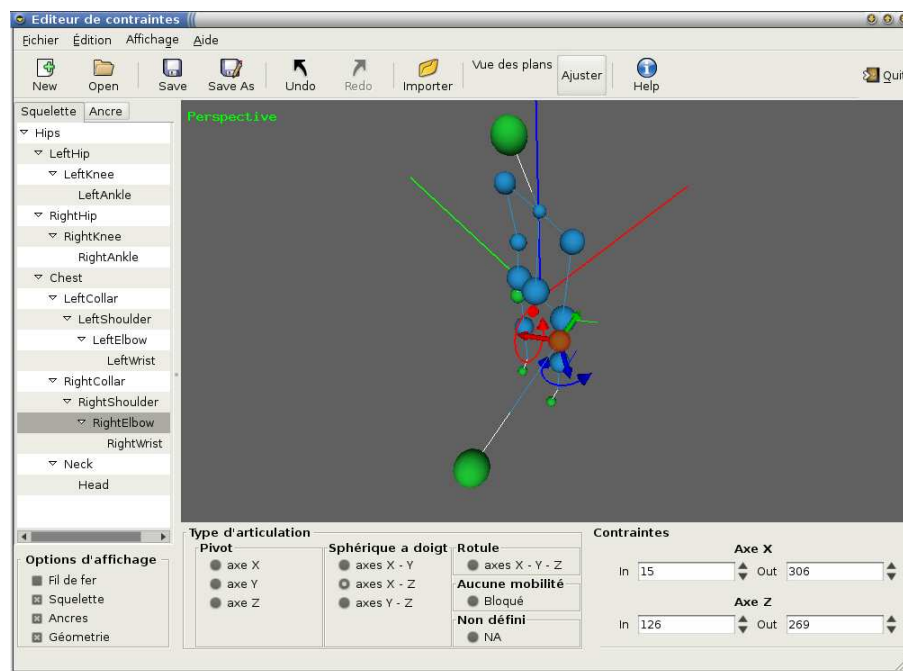 Editeur de contraintes
Fichier Édition Affichage Aide
New Open Save Save As Undo Redo Importer Vue des plans Ajuster Help Quit
Squelette Ancre
Perspective
Hips
LeftHip
LeftKnee
LeftAnkle
RightHip
RightKnee
RightAnkle
Chest
LeftCollar
LeftShoulder
LeftElbow
LeftWrist
RightCollar
RightShoulder
RightElbow
RightWrist
Neck
Head
Options d'affichage
Fil de fer
Squelette
Ancres
Géometrie
Type d'articulation
Pivot
axe X
axe Y
axe Z
Sphérique a doigt
axes X - Y
axes X - Z
axes Y - Z
Rotule
axes X - Y - Z
Aucune mobilité
Bloqué
Non défini
NA
Contraintes
Axe X
In 15 Out 306
Axe Z
In 126 Out 269